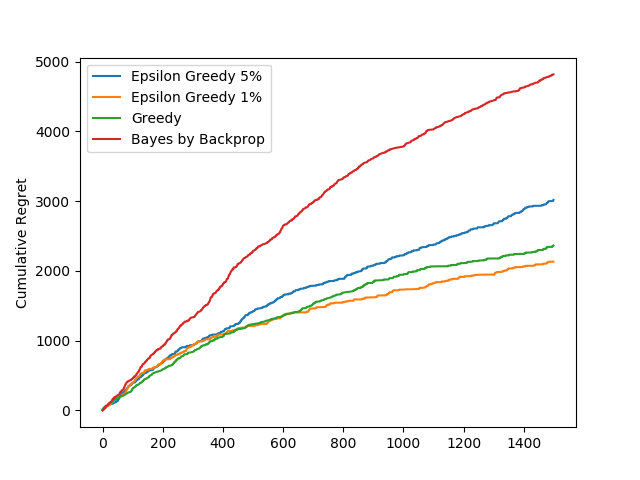 5000
4000
3000
2000
1000
0
Cumulative Regret
Epsilon Greedy 5%
Epsilon Greedy 1%
Greedy
Bayes by Backprop
0 200 400 600 800 1000 1200 1400